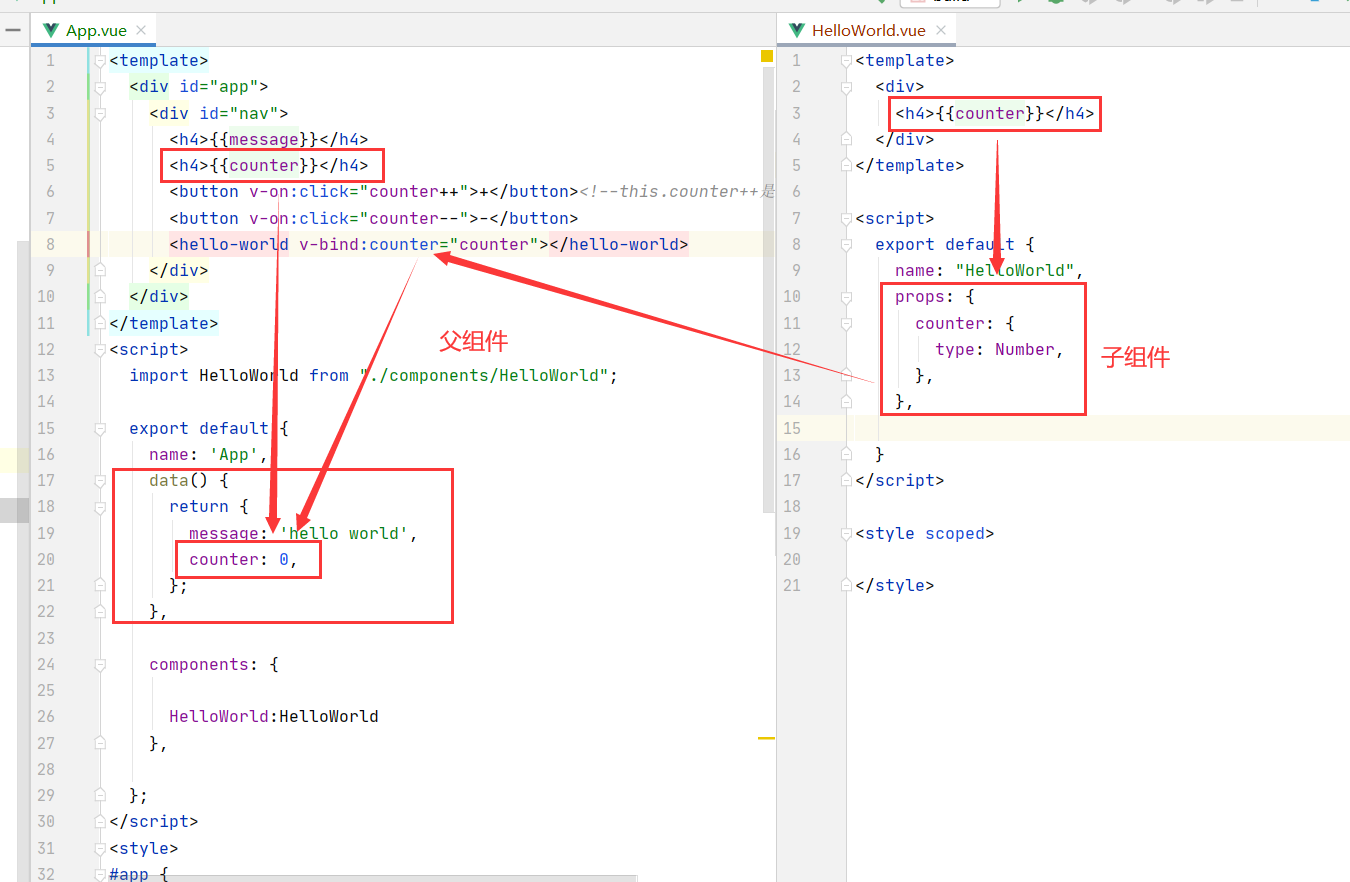 App.vue
1 <template>
2 <div id="app">
3 <div id="nav">
4 <h4>{{message}}</h4>
5 <h4>{{counter}}</h4>
6 <button v-on:click="counter++">+</button><!--this.counter++是
7 <button v-on:click="counter--">-</button>
8 <hello-world v-bind:counter="counter"></hello-world>
9 </div>
10 </div>
11 </template>
12 <script>
13 import HelloWorld from "./components/HelloWorld";
14
15 export default {
16 name: 'App',
17 data() {
18 return {
19 message: 'hello world',
20 counter: 0,
21 };
22 },
23
24 components: {
25
26 HelloWorld:HelloWorld
27 },
28
29 };
30 </script>
31 <style>
32 #app {
父组件
HelloWorld.vue
1 <template>
2 <div>
3 <h4>{{counter}}</h4>
4 </div>
5 </template>
6
7 <script>
8 export default {
9 name: "HelloWorld",
10 props: {
11 counter: {
12 type: Number,
13 },
14 },
15
16 }
17 </script>
18
19 <style scoped>
20
21 </style>
子组件